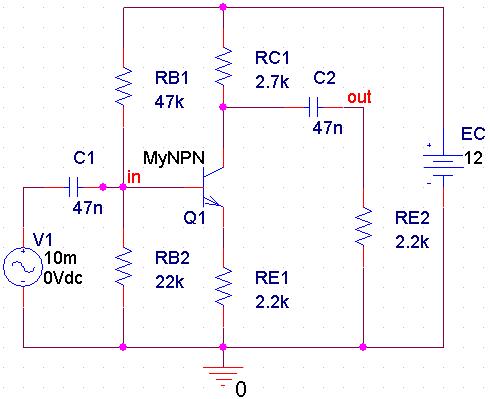 RB1
47k
RC1
2.7k
C2
47n
out
EC
12
C1
47n
in
MyNPN
Q1
V1
10m
0Vdc
RB2
22k
RE1
2.2k
RE2
2.2k
0